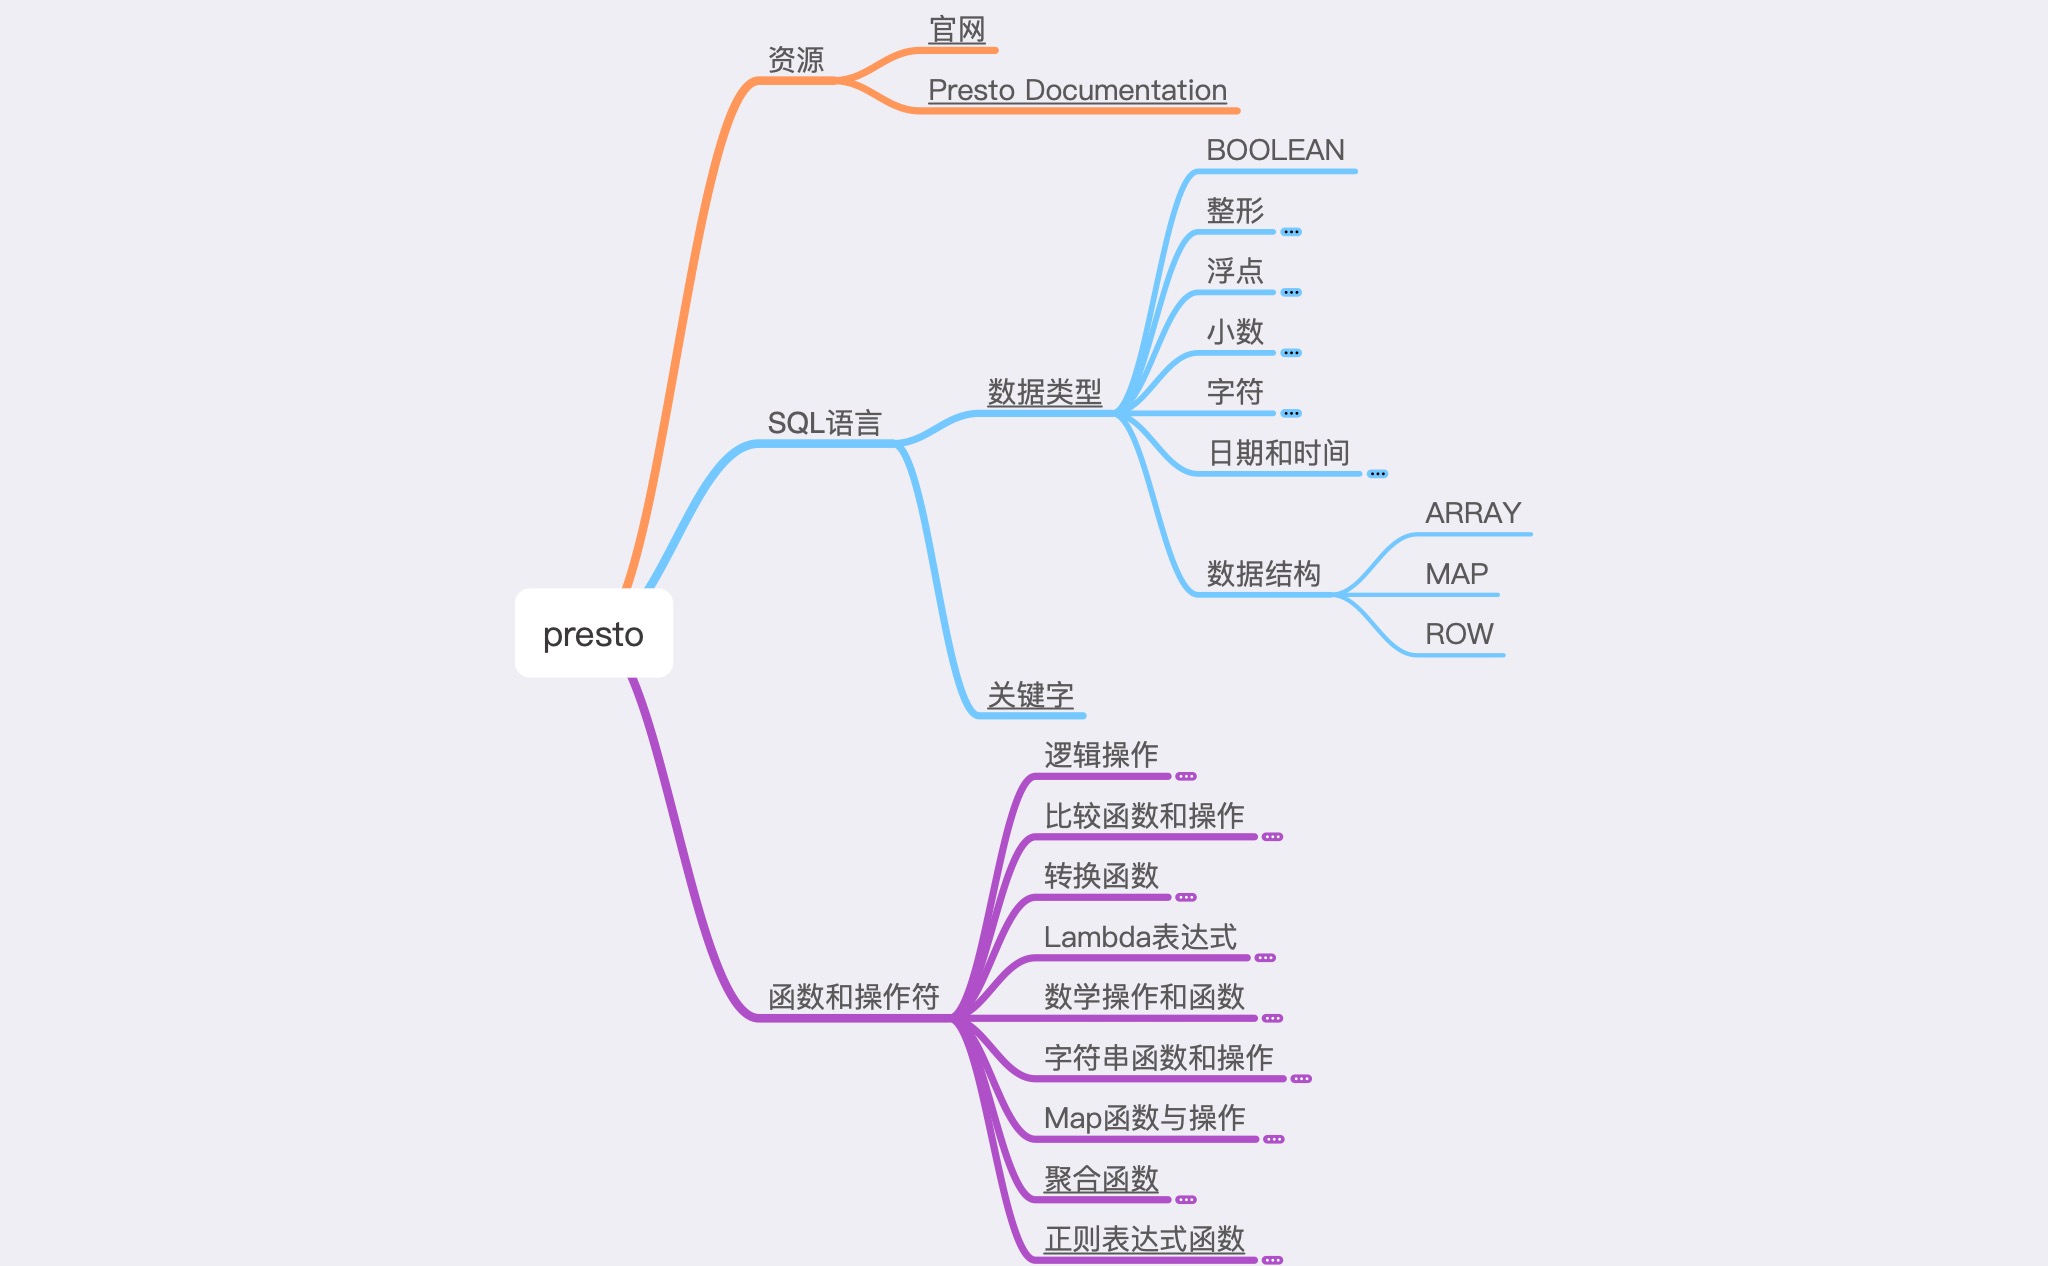 官网
资源
Presto Documentation
BOOLEAN
整形
浮点
小数
数据类型
字符
SQL语言
日期和时间
ARRAY
数据结构
MAP
presto
ROW
关键字
逻辑操作
比较函数和操作
转换函数
Lambda表达式
函数和操作符
数学操作和函数
字符串函数和操作
Map函数与操作
聚合函数
正则表达式函数